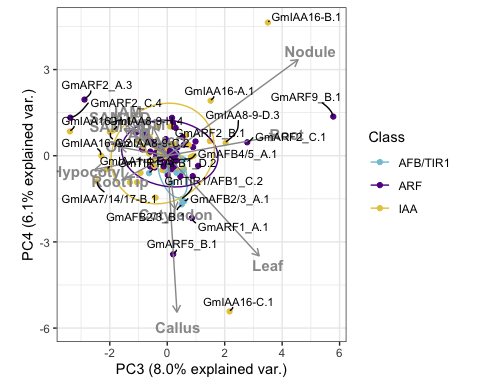 GmIAA16-B.1
Nodule
3
GmIAA16-A.1
GmARF2_A.3
GmARF9_B.1
GmARF2_C.4
GmIAA8-9-D.3
GmARF2_C.1
GmAFB4/5_A.1
0
GmTIR1/AFB1_C.2
Hypocotyl
Root tip
GmIAA7/14/17-B.1
GmAFB2/3_A.1
GmAFB2/3_B.1
GmARF1_A.1
GmARF5_B.1
-3
Leaf
GmIAA16-C.1
Callus
-6
-2
0
2
4
6
PC3 (8.0% explained var.)
PC4 (6.1% explained var.)
Class
AFB/TIR1
ARF
IAA